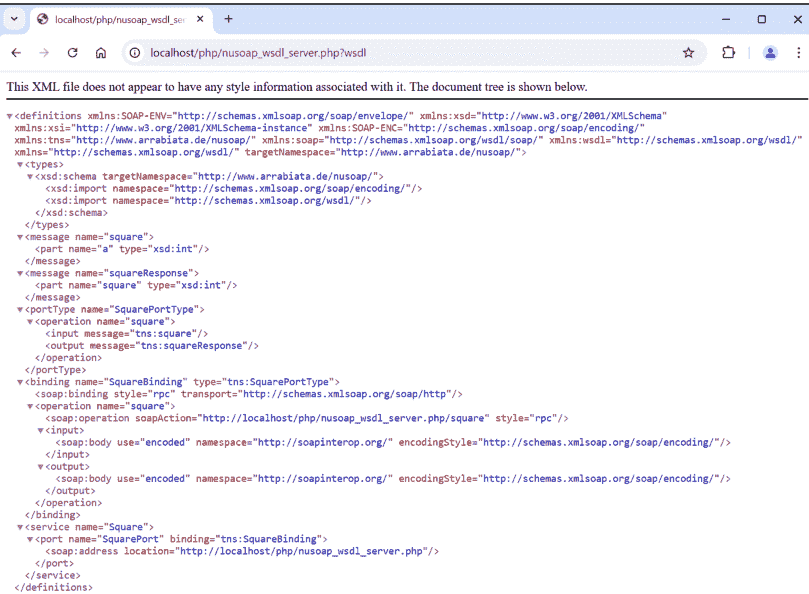 localhost/php/nusoap_wsdl_ser
localhost/php/nusoap_wsdl_server.php?wsdl
This XML file does not appear to have any style information associated with it. The document tree is shown below.
▼<definitions xmlns:SOAP-ENV="http://schemas.xmlsoap.org/soap/envelope/" xmlns:xsd="http://www.w3.org/2001/XMLSchema"
xmlns:xsi="http://www.w3.org/2001/XMLSchema-instance" xmlns:SOAP-ENC="http://schemas.xmlsoap.org/soap/encoding/"
xmlns:tns="http://www.arrabiata.de/nusoap/" xmlns:soap="http://schemas.xmlsoap.org/wsdl/soap/" xmlns:wsdl="http://schemas.xmlsoap.org/wsdl/"
xmlns="http://schemas.xmlsoap.org/wsdl/" targetNamespace="http://www.arrabiata.de/nusoap/">
▼<types>
▼<xsd:schema targetNamespace="http://www.arrabiata.de/nusoap/">
<xsd:import namespace="http://schemas.xmlsoap.org/soap/encoding/"/>
<xsd:import namespace="http://schemas.xmlsoap.org/wsdl/"/>
</xsd:schema>
</types>
▼<message name="square">
<part name="a" type="xsd:int"/>
</message>
▼<message name="squareResponse">
<part name="square" type="xsd:int"/>
</message>
▼<portType name="SquarePortType">
▼<operation name="square">
<input message="tns:square"/>
<output message="tns:squareResponse"/>
</operation>
</portType>
▼<binding name="SquareBinding" type="tns:SquarePortType">
<soap:binding style="rpc" transport="http://schemas.xmlsoap.org/soap/http"/>
▼<operation name="square">
<soap:operation soapAction="http://localhost/php/nusoap_wsdl_server.php/square" style="rpc"/>
▼<input>
<soap:body use="encoded" namespace="http://soapinterop.org/" encodingStyle="http://schemas.xmlsoap.org/soap/encoding/"/>
</input>
▼<output>
<soap:body use="encoded" namespace="http://soapinterop.org/" encodingStyle="http://schemas.xmlsoap.org/soap/encoding/"/>
</output>
</operation>
</binding>
▼<service name="Square">
▼<port name="SquarePort" binding="tns:SquareBinding">
<soap:address location="http://localhost/php/nusoap_wsdl_server.php"/>
</port>
</service>
</definitions>